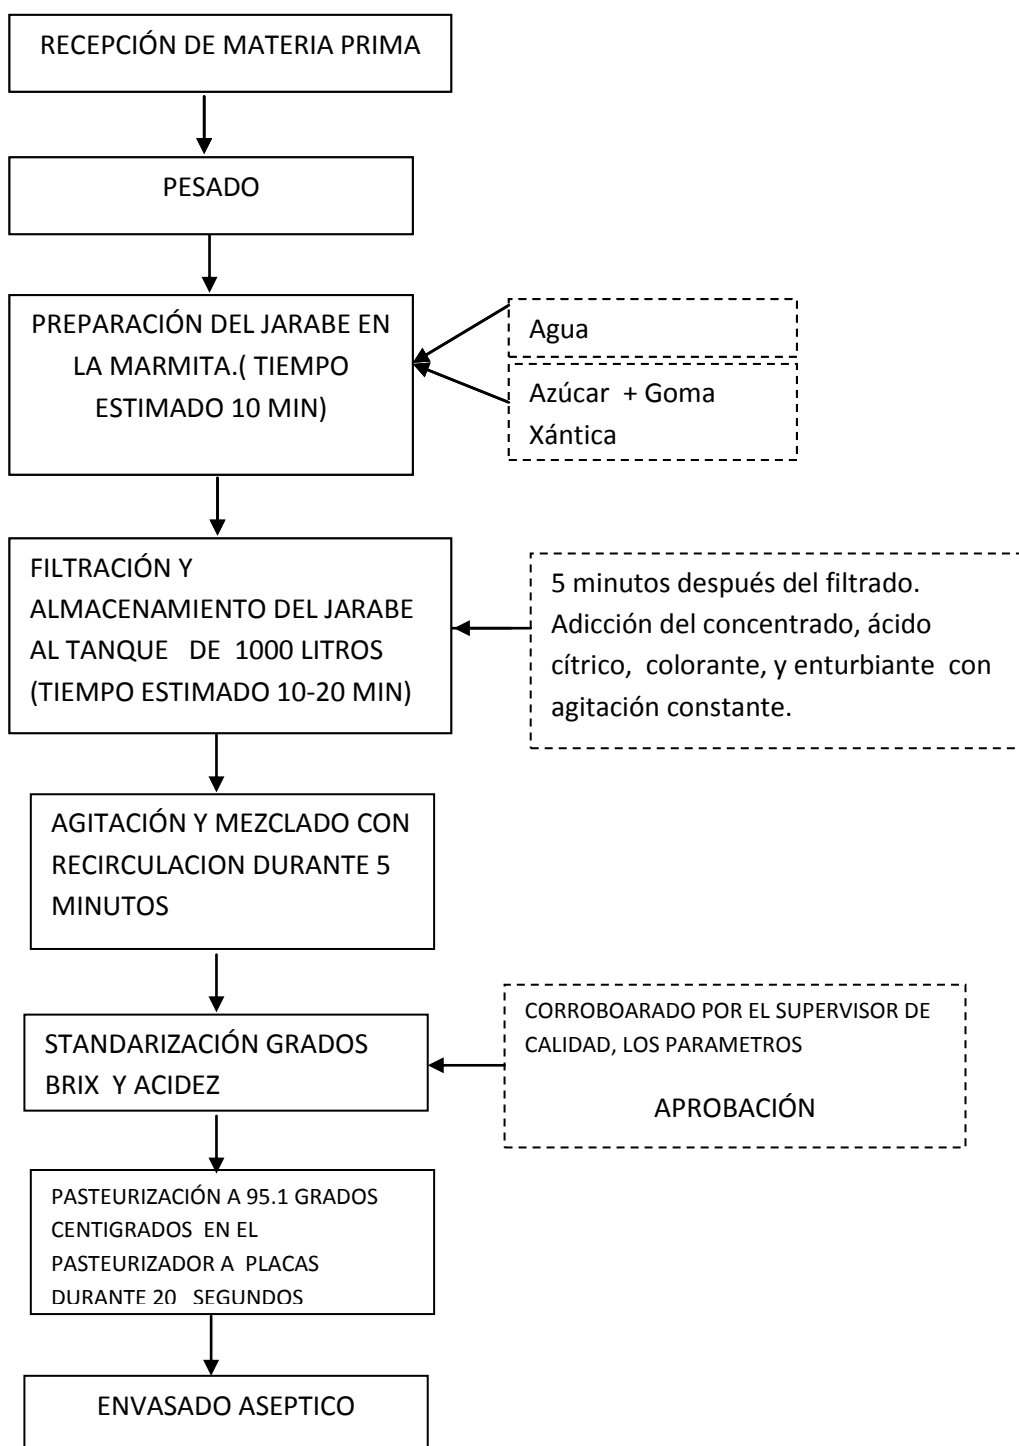 RECEPCIÓN DE MATERIA PRIMA
PESADO
PREPARACIÓN DEL JARABE EN
LA MARMITA.( TIEMPO
ESTIMADO 10 MIN)
Agua
Azúcar + Goma
Xántica
FILTRACIÓN Y
ALMACENAMIENTO DEL JARABE
AL TANQUE DE 1000 LITROS
(TIEMPO ESTIMADO 10-20 MIN)
5 minutos después del filtrado.
Adicción del concentrado, ácido
cítrico, colorante, y enturbiante con
agitación constante.
AGITACIÓN Y MEZCLADO CON
RECIRCULACION DURANTE 5
MINUTOS
STANDARIZACIÓN GRADOS
BRIX Y ACIDEZ
CORROBOARADO POR EL SUPERVISOR DE
CALIDAD, LOS PARAMETROS
APROBACIÓN
PASTEURIZACIÓN A 95.1 GRADOS
CENTIGRADOS EN EL
PASTEURIZADOR A PLACAS
DURANTE 20 SEGUNDOS
ENVASADO ASEPTICO